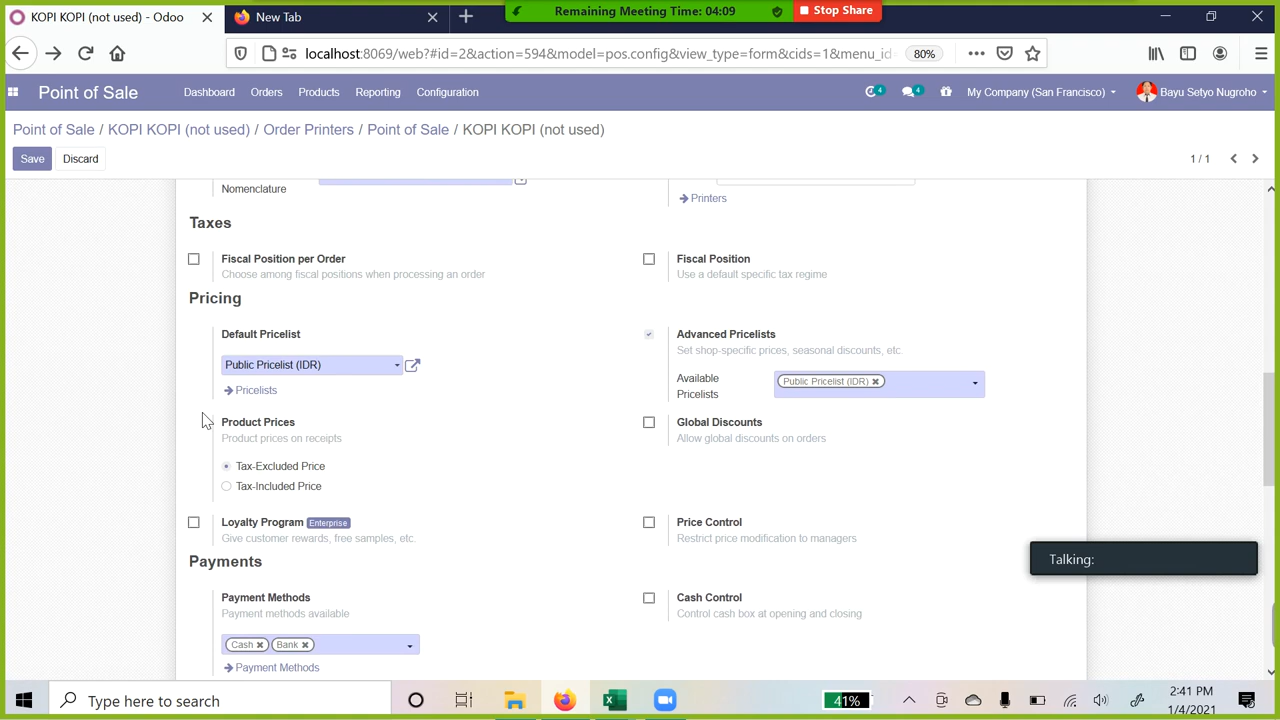 KOPI KOPI (not used) - Odoo
New Tab
Remaining Meeting Time: 04:09
Stop Share
localhost:8069/web?#id=2&action=594&model=pos.config&view_type=form&cids=1&menu_id
80%
Point of Sale
Dashboard
Orders
Products
Reporting
Configuration
4
4
My Company (San Francisco)
Bayu Setyo Nugroho
Point of Sale / KOPI KOPI (not used) / Order Printers / Point of Sale / KOPI KOPI (not used)
Save
Discard
1 / 1
Nomenclature
Printers
Taxes
Fiscal Position per Order
Choose among fiscal positions when processing an order
Fiscal Position
Use a default specific tax regime
Pricing
Default Pricelist
Public Pricelist (IDR)
Pricelists
Advanced Pricelists
Set shop-specific prices, seasonal discounts, etc.
Available
Pricelists
Public Pricelist (IDR)
Product Prices
Product prices on receipts
Tax-Excluded Price
Tax-Included Price
Global Discounts
Allow global discounts on orders
Loyalty Program Enterprise
Give customer rewards, free samples, etc.
Price Control
Restrict price modification to managers
Talking:
Payments
Payment Methods
Payment methods available
Cash
Bank
Payment Methods
Cash Control
Control cash box at opening and closing
Type here to search
41%
2:41 PM
1/4/2021